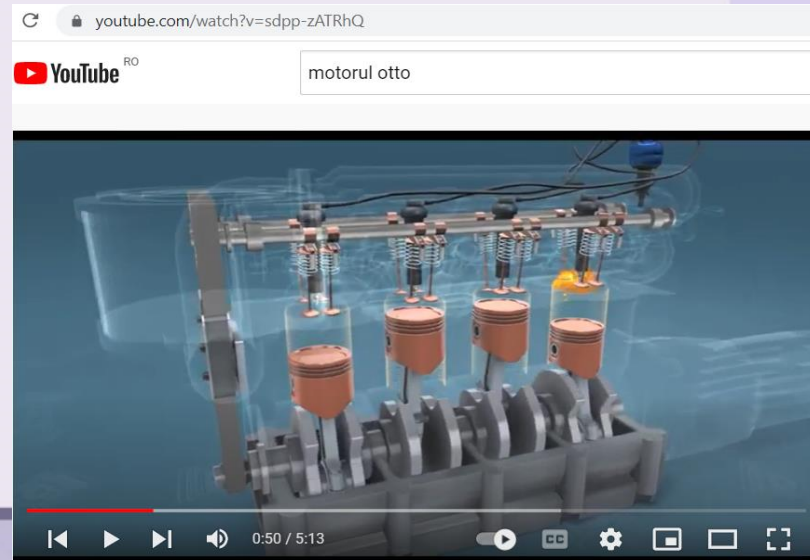 youtube.com/watch?v=sdpp-zATRhQ
YouTube RO
motorul otto
0:50 / 5:13
CC